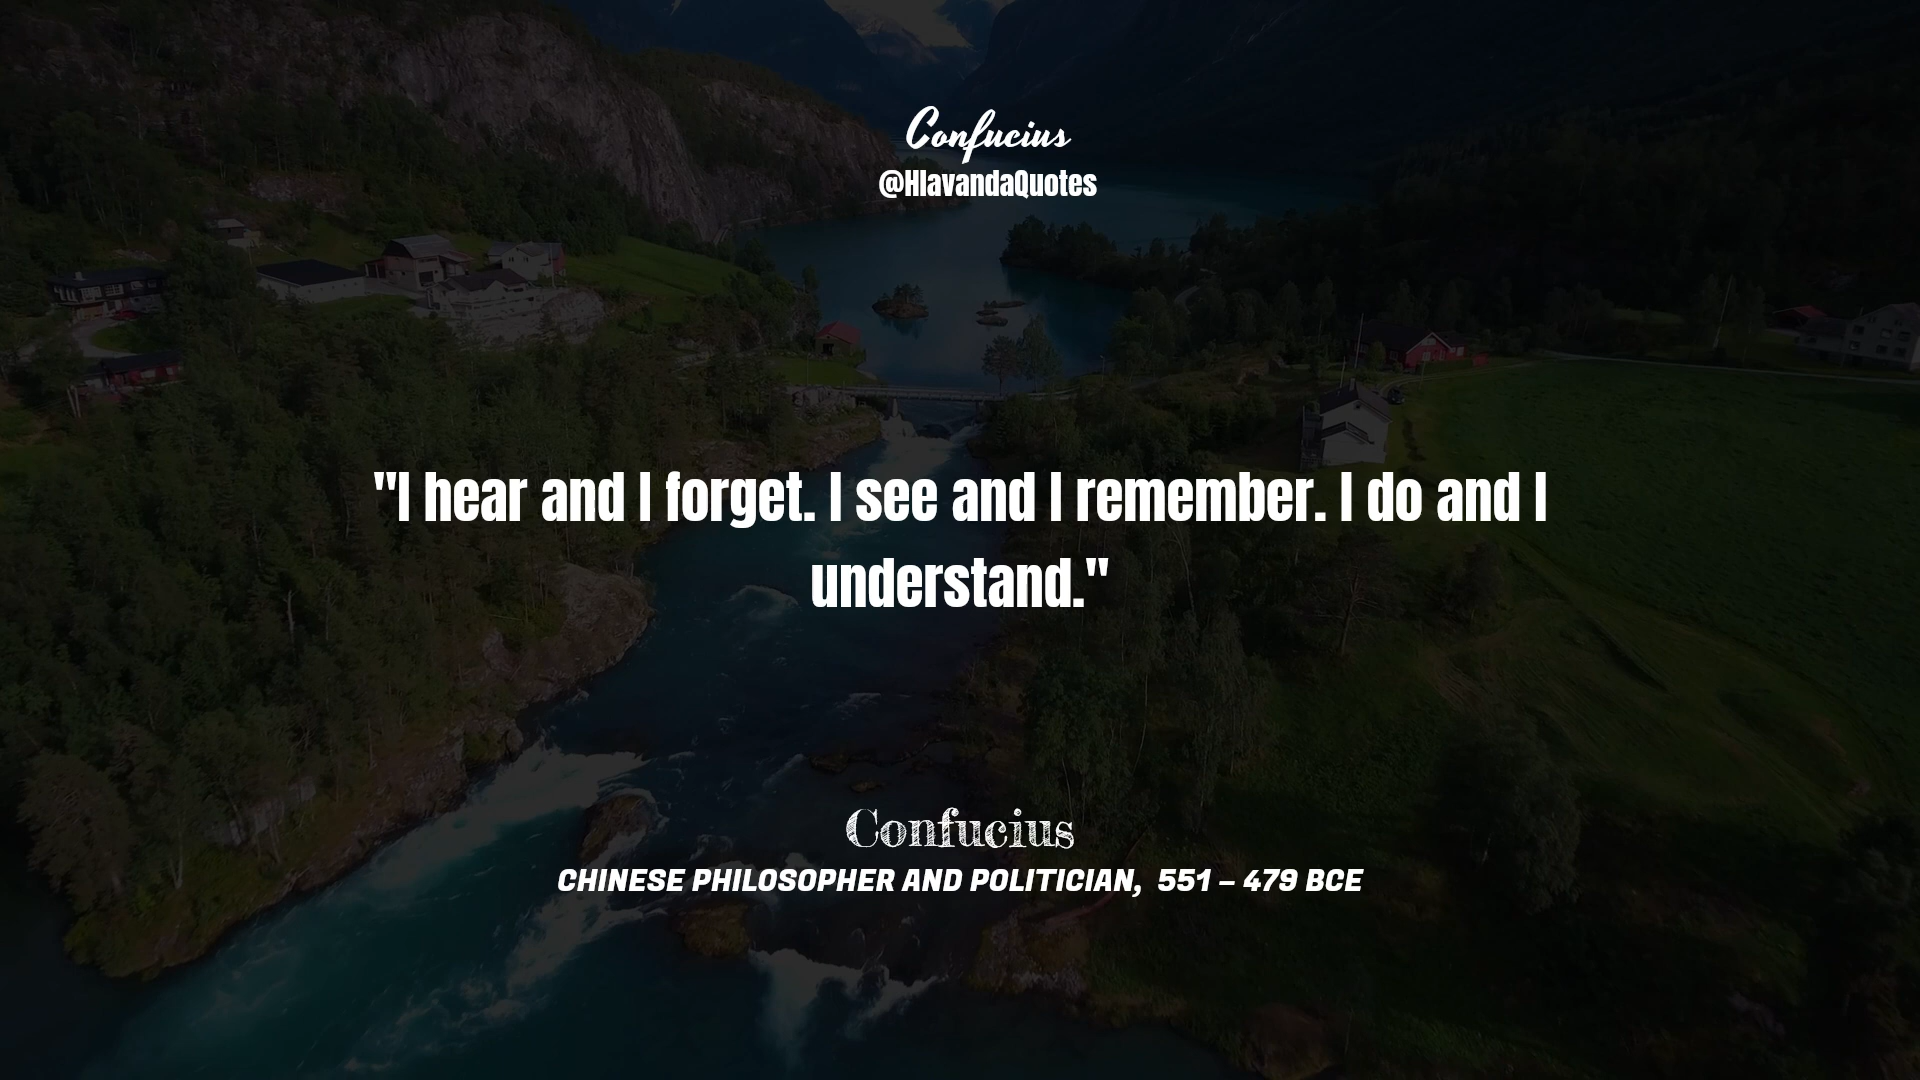 Confucius
@HlavandaQuotes
"I hear and I forget. I see and I remember. I do and I
understand."
Confucius
CHINESE PHILOSOPHER AND POLITICIAN, 551 – 479 BCE